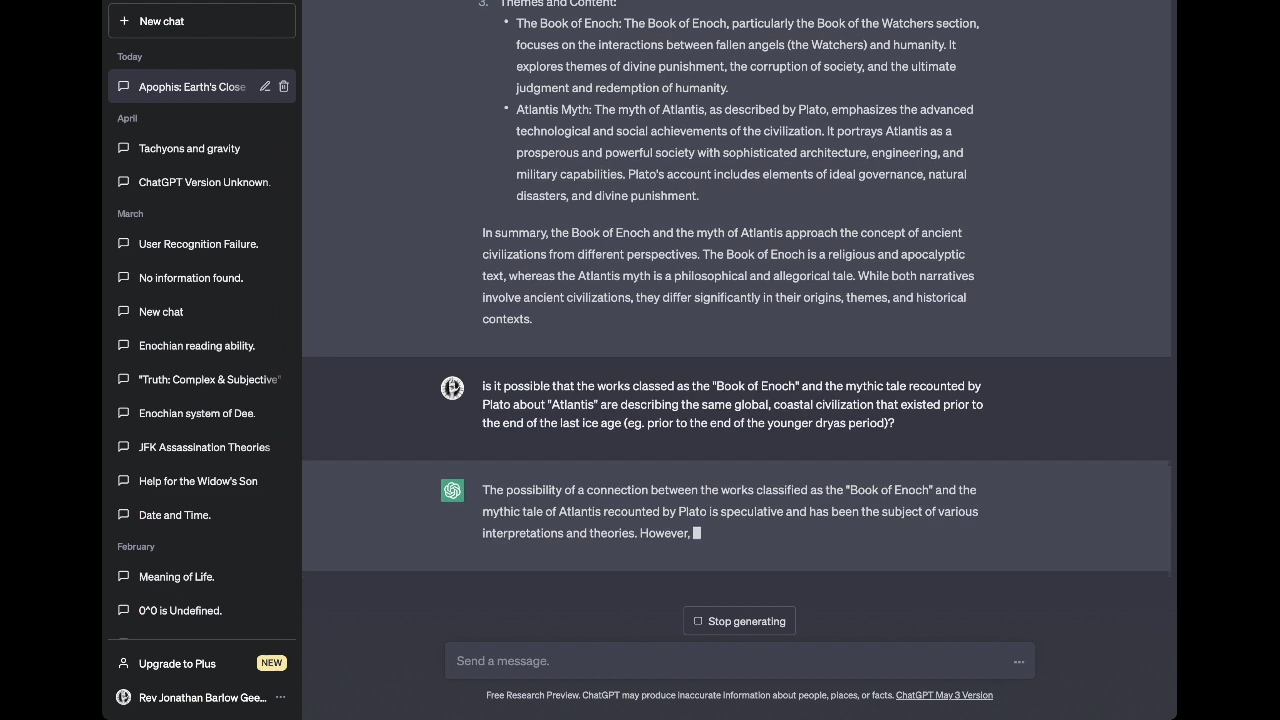 New chat
Today
Apophis: Earth's Close
April
Tachyons and gravity
ChatGPT Version Unknown.
March
User Recognition Failure.
No information found.
New chat
Enochian reading ability.
"Truth: Complex & Subjective"
Enochian system of Dee.
JFK Assassination Theories
Help for the Widow's Son
Date and Time.
February
Meaning of Life.
0^0 is Undefined.
Upgrade to Plus NEW
Rev Jonathan Barlow Gee...
3. Themes and Content:
• The Book of Enoch: The Book of Enoch, particularly the Book of the Watchers section,
focuses on the interactions between fallen angels (the Watchers) and humanity. It
explores themes of divine punishment, the corruption of society, and the ultimate
judgment and redemption of humanity.
• Atlantis Myth: The myth of Atlantis, as described by Plato, emphasizes the advanced
technological and social achievements of the civilization. It portrays Atlantis as a
prosperous and powerful society with sophisticated architecture, engineering, and
military capabilities. Plato's account includes elements of ideal governance, natural
disasters, and divine punishment.
In summary, the Book of Enoch and the myth of Atlantis approach the concept of ancient
civilizations from different perspectives. The Book of Enoch is a religious and apocalyptic
text, whereas the Atlantis myth is a philosophical and allegorical tale. While both narratives
involve ancient civilizations, they differ significantly in their origins, themes, and historical
contexts.
is it possible that the works classed as the "Book of Enoch" and the mythic tale recounted by
Plato about "Atlantis" are describing the same global, coastal civilization that existed prior to
the end of the last ice age (eg. prior to the end of the younger dryas period)?
The possibility of a connection between the works classified as the "Book of Enoch" and the
mythic tale of Atlantis recounted by Plato is speculative and has been the subject of various
interpretations and theories. However,
Stop generating
Send a message.
Free Research Preview. ChatGPT may produce inaccurate information about people, places, or facts. ChatGPT May 3 Version